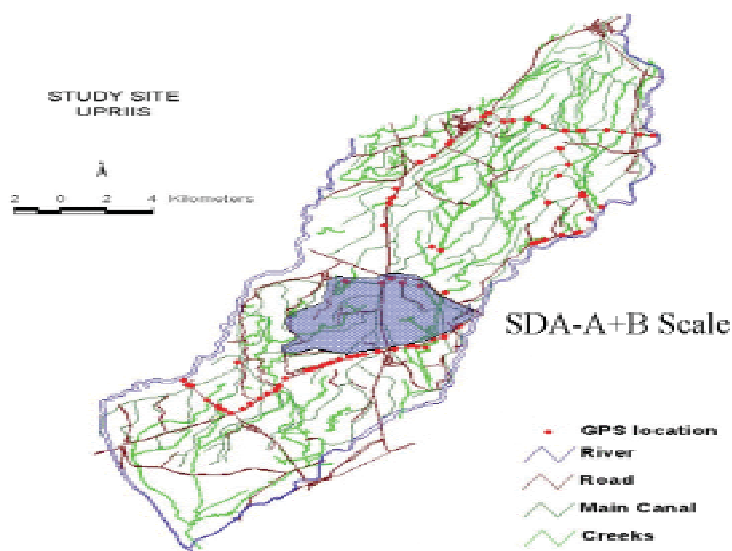 STUDY SITE
UPRIIS
2 0 2 4 Kilometers
SDA-A+B Scale
GPS location
River
Road
Main Canal
Creeks